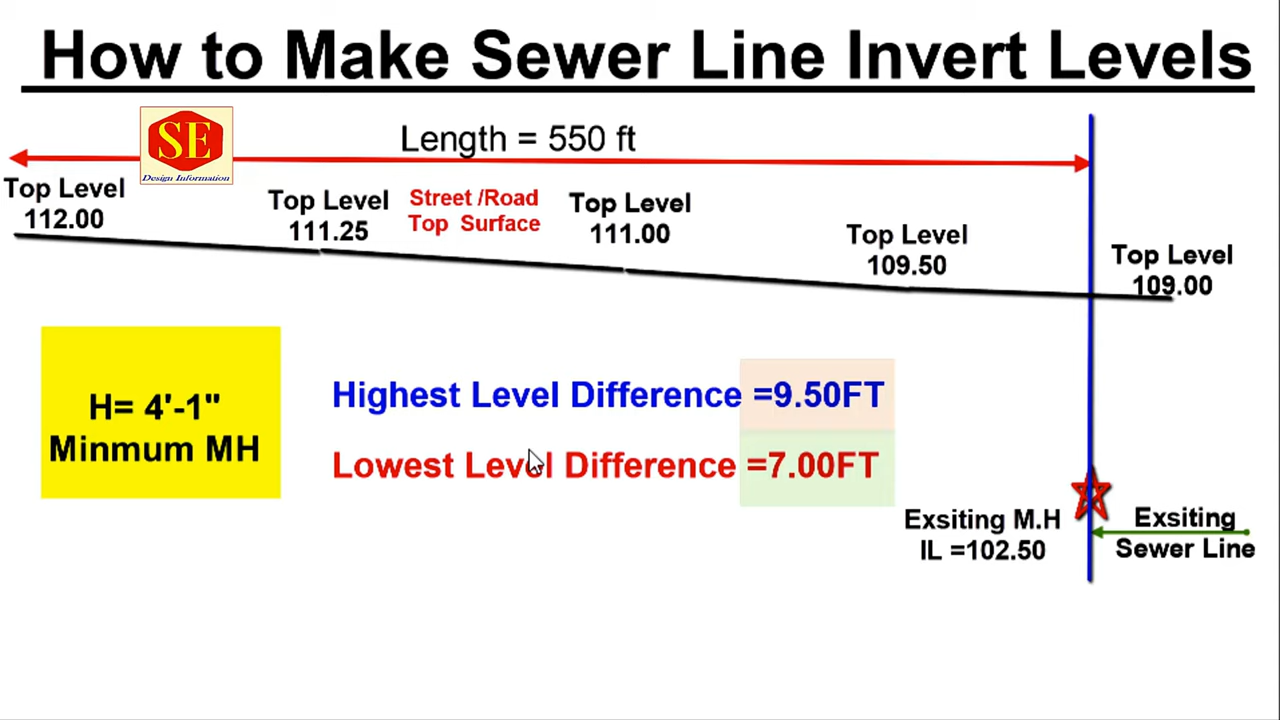 How to Make Sewer Line Invert Levels
SE
Design Information
Length = 550 ft
Top Level
112.00
Top Level
111.25
Street /Road
Top Surface
Top Level
111.00
Top Level
109.50
Top Level
109.00
H= 4'-1"
Minmum MH
Highest Level Difference =9.50FT
Lowest Level Difference =7.00FT
Exsiting M.H
IL =102.50
Exsiting
Sewer Line